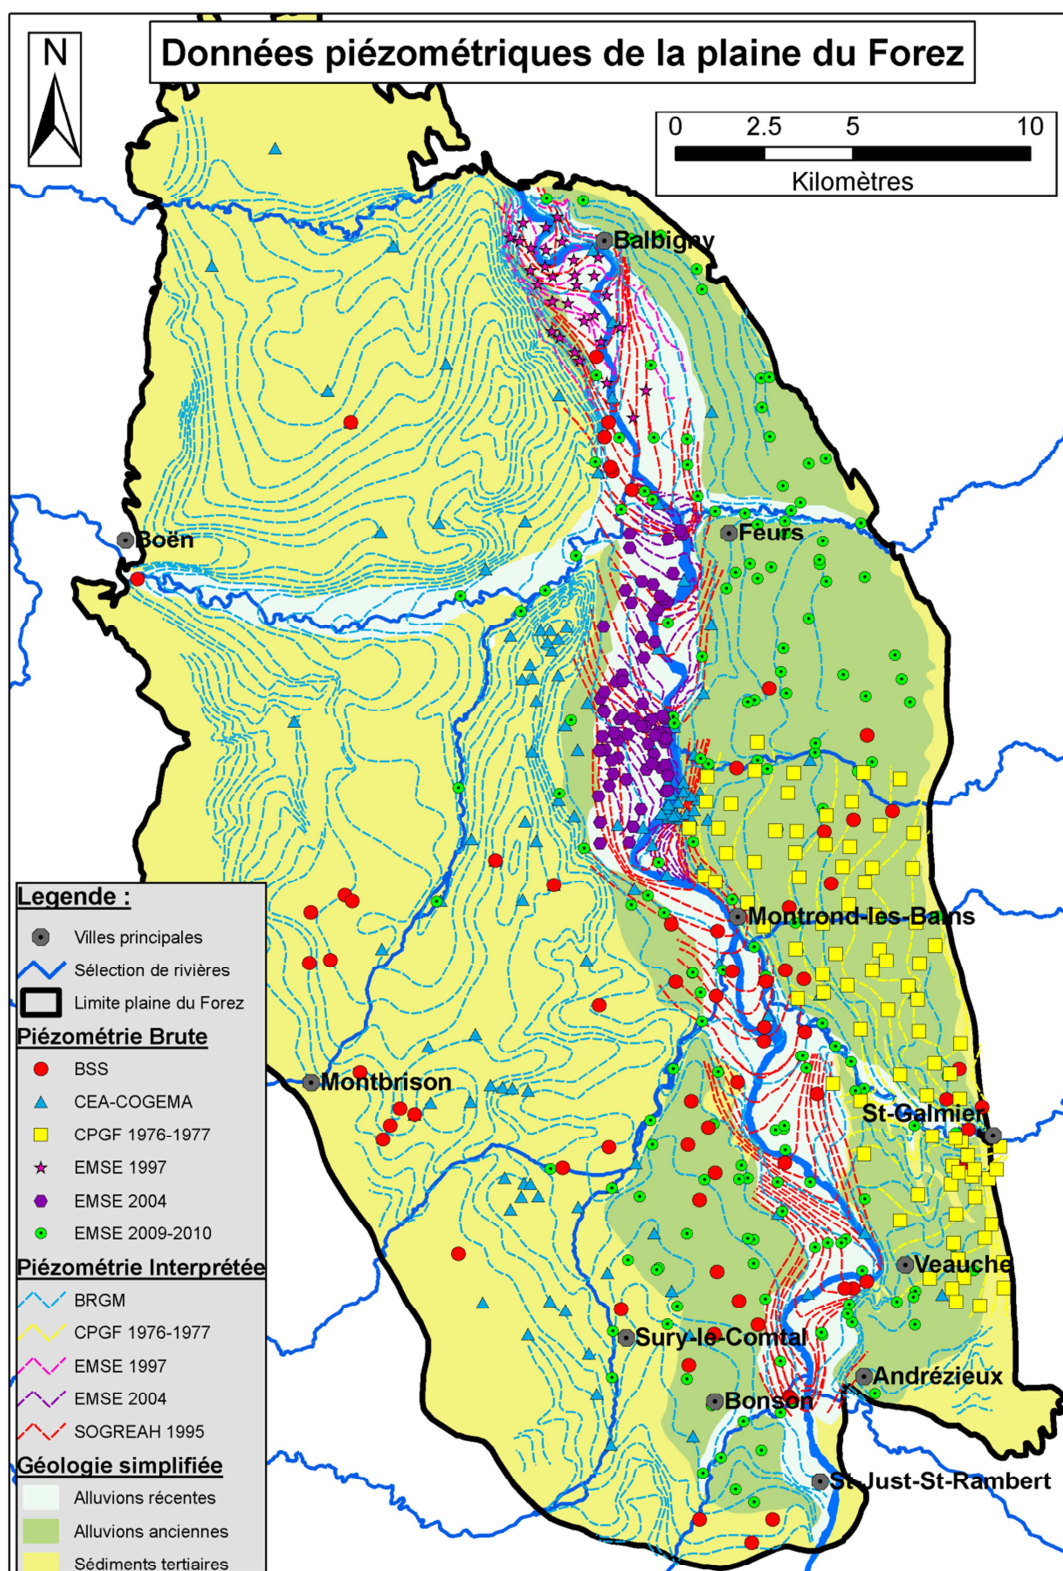 Données piézométriques de la plaine du Forez
N
0 2.5 5 10
Kilomètres
Balbigny
Boën
Feurs
Montrond-les-Bains
Montbrison
St-Galmier
Veauche
Sury-le-Comtal
Andrézieux
Bonson
St-Just-St-Rambert
Legende :
Villes principales
Sélection de rivières
Limite plaine du Forez
Piézométrie Brute
BSS
CEA-COGEMA
CPGF 1976-1977
EMSE 1997
EMSE 2004
EMSE 2009-2010
Piézométrie Interprétée
BRGM
CPGF 1976-1977
EMSE 1997
EMSE 2004
SOGREAH 1995
Géologie simplifiée
Alluvions récentes
Alluvions anciennes
Sédiments tertiaires